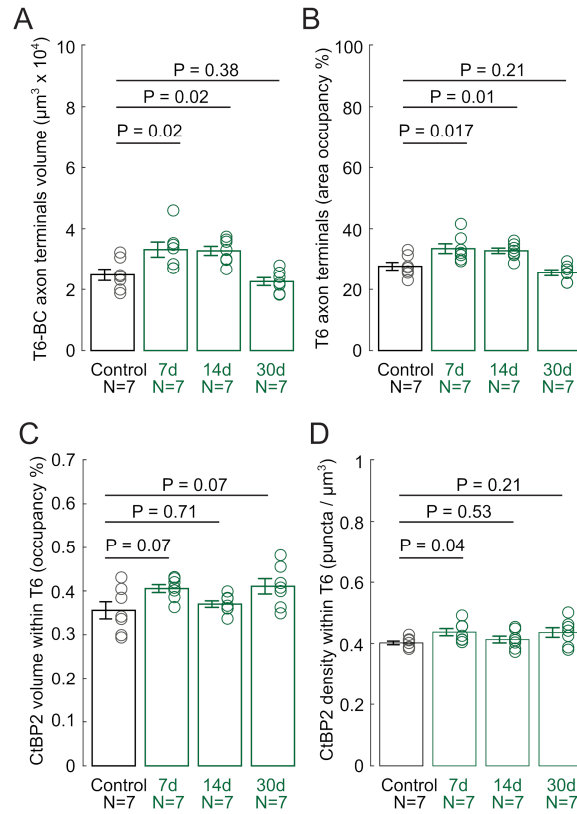 A
T6-BC axon terminals volume (µm³ x 10⁴)
10
8
6
4
2
0
P = 0.38
P = 0.02
P = 0.02
Control 7d 14d 30d
N=7 N=7 N=7 N=7
B
T6 axon terminals (area occupancy %)
100
80
60
40
20
0
P = 0.21
P = 0.01
P = 0.017
Control 7d 14d 30d
N=7 N=7 N=7 N=7
C
CtBP2 volume within T6 (occupancy %)
0.7
0.6
0.5
0.4
0.3
0.2
0.1
0
P = 0.07
P = 0.71
P = 0.07
Control 7d 14d 30d
N=7 N=7 N=7 N=7
D
CtBP2 density within T6 (puncta / µm³)
1
0.8
0.6
0.4
0.2
0
P = 0.21
P = 0.53
P = 0.04
Control 7d 14d 30d
N=7 N=7 N=7 N=7